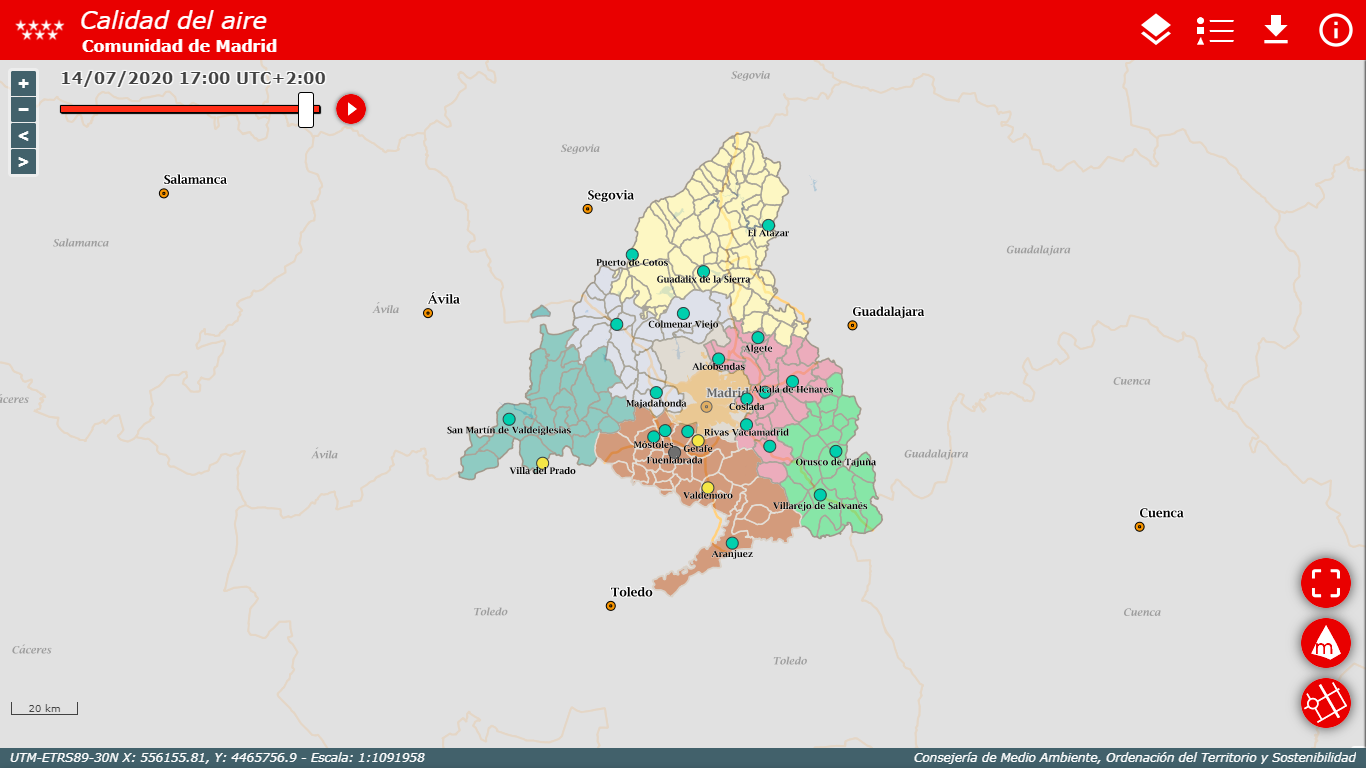 Calidad del aire
Comunidad de Madrid
+
−
<
>
14/07/2020 17:00 UTC+2:00
Segovia
Segovia
Salamanca
Segovia
El Atazar
Salamanca
Guadalajara
Puerto de Cotos
Guadalix de la Sierra
Ávila
Ávila
Guadalajara
Colmenar Viejo
Algete
Alcobendas
Cuenca
Alcalá de Henares
Madrid
Cáceres
Majadahonda
Coslada
San Martín de Valdeiglesias
Rivas Vaciamadrid
Móstoles
Getafe
Ávila
Guadalajara
Fuenlabrada
Orusco de Tajuña
Villa del Prado
Valdemoro
Villarejo de Salvanés
Cuenca
Aranjuez
Toledo
Toledo
Cuenca
m
Cáceres
Toledo
20 km
UTM-ETRS89-30N X: 556155.81, Y: 4465756.9 - Escala: 1:1091958
Consejería de Medio Ambiente, Ordenación del Territorio y Sostenibilidad